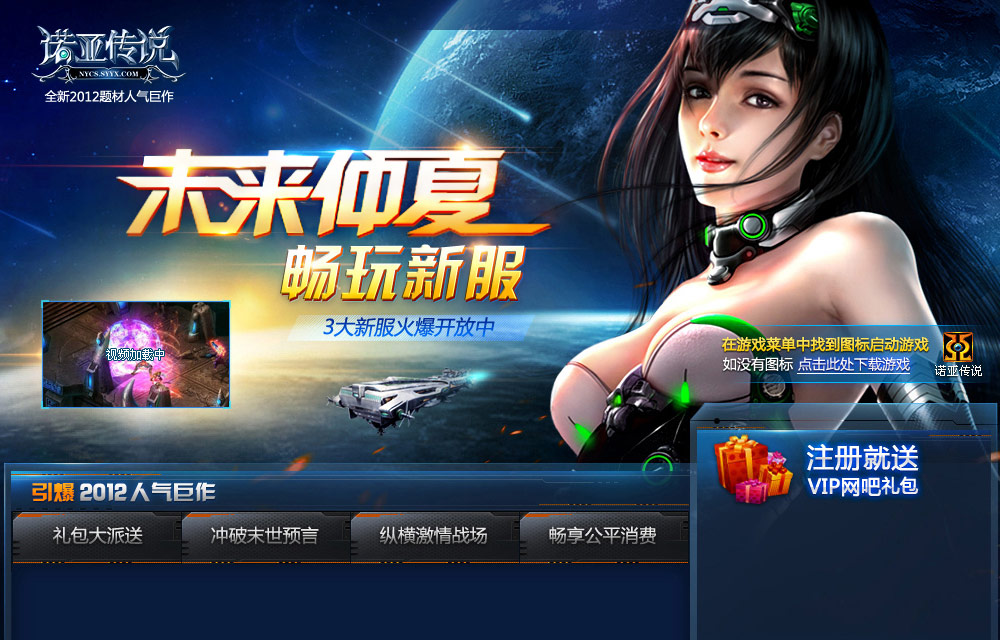 诺亚传说
NYCS.SYYX.COM
全新2012题材人气巨作
未来仲夏
畅玩新服
3大新服火爆开放中
视频加载中
在游戏菜单中找到图标启动游戏
如没有图标 点击此处下载游戏
诺亚传说
引爆2012人气巨作
礼包大派送
冲破末世预言
纵横激情战场
畅享公平消费
注册就送
VIP网吧礼包